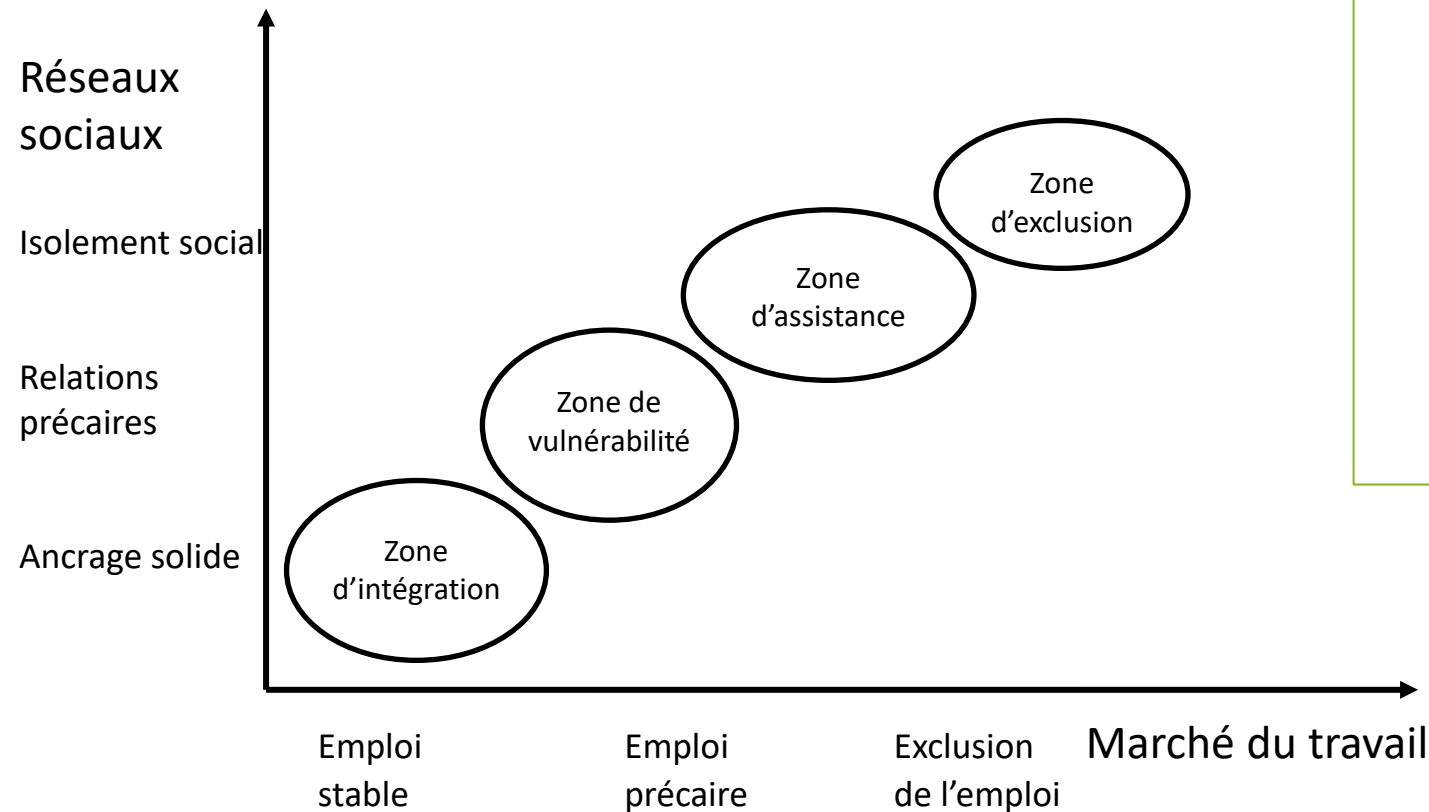 Réseaux
sociaux
Zone
d’exclusion
Isolement social
Zone
d’assistance
Relations
précaires
Zone de
vulnérabilité
Ancrage solide
Zone
d’intégration
Emploi
stable
Emploi
précaire
Exclusion
de l’emploi
Marché du travail